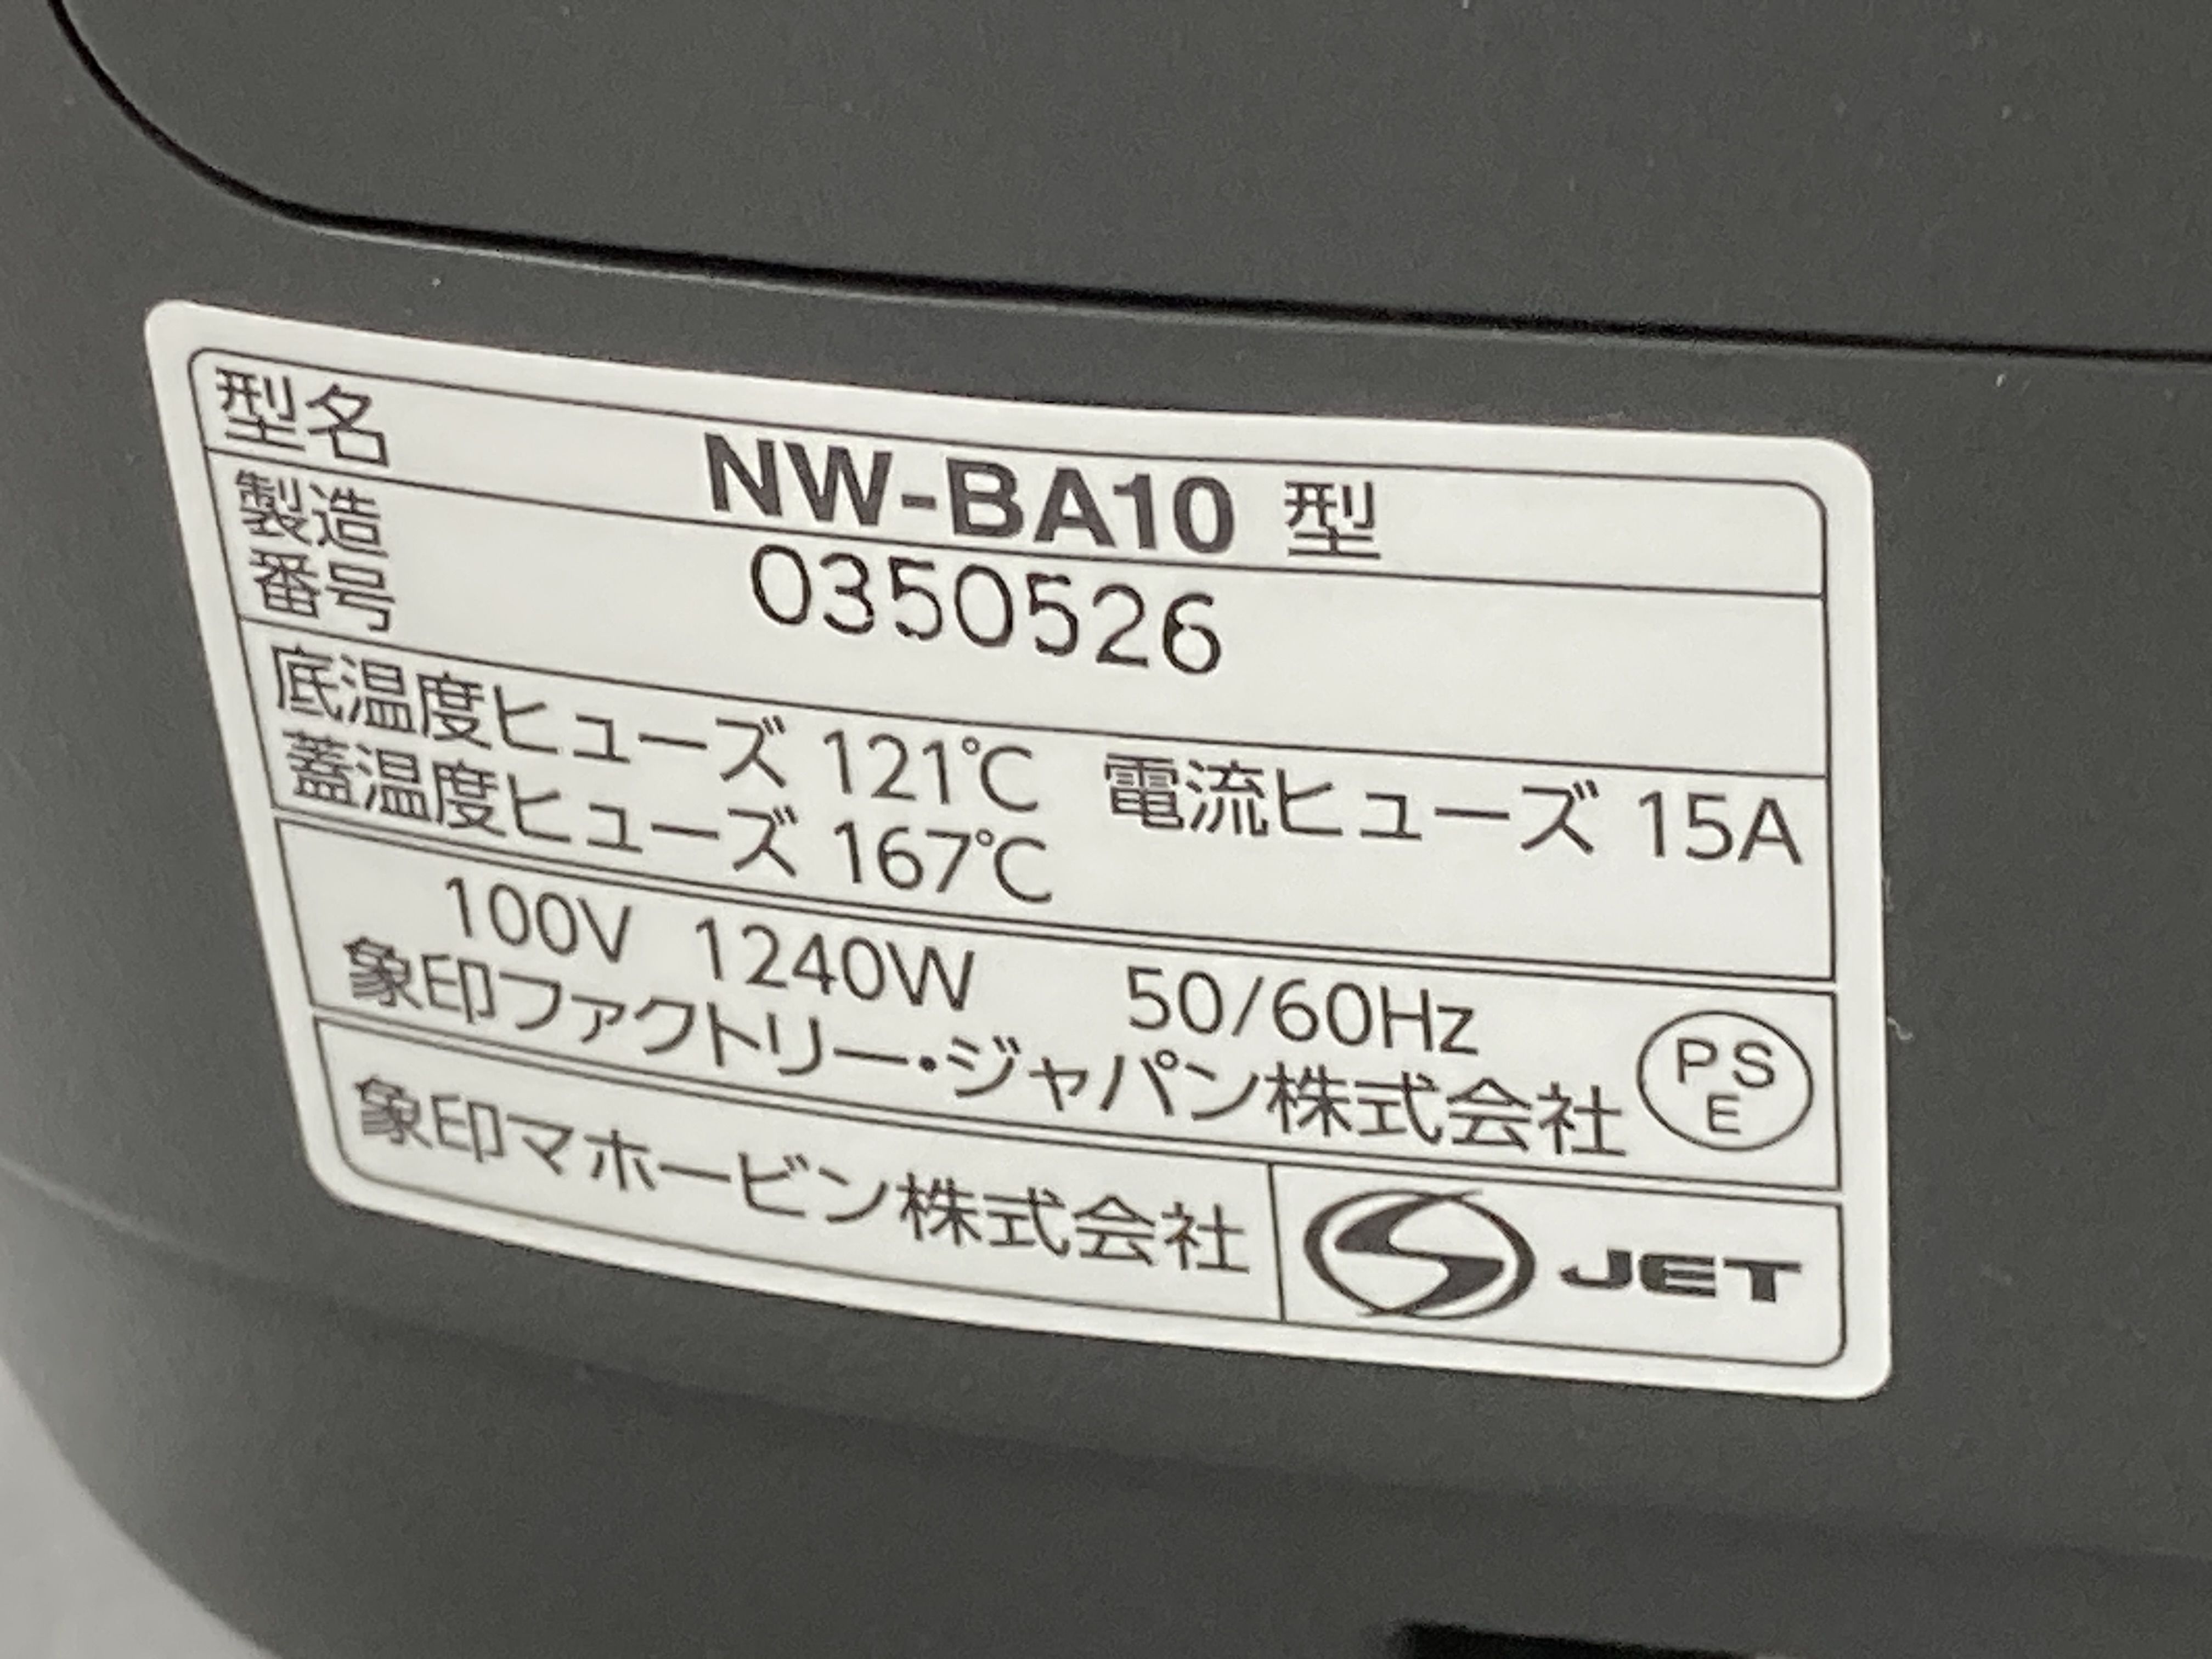 型名 NW-BA10 型
製造番号 0350526
底温度ヒューズ 121℃ 電流ヒューズ 15A
蓋温度ヒューズ 167℃
100V 1240W 50/60Hz
象印ファクトリー・ジャパン株式会社
PS
E
象印マホービン株式会社
JET